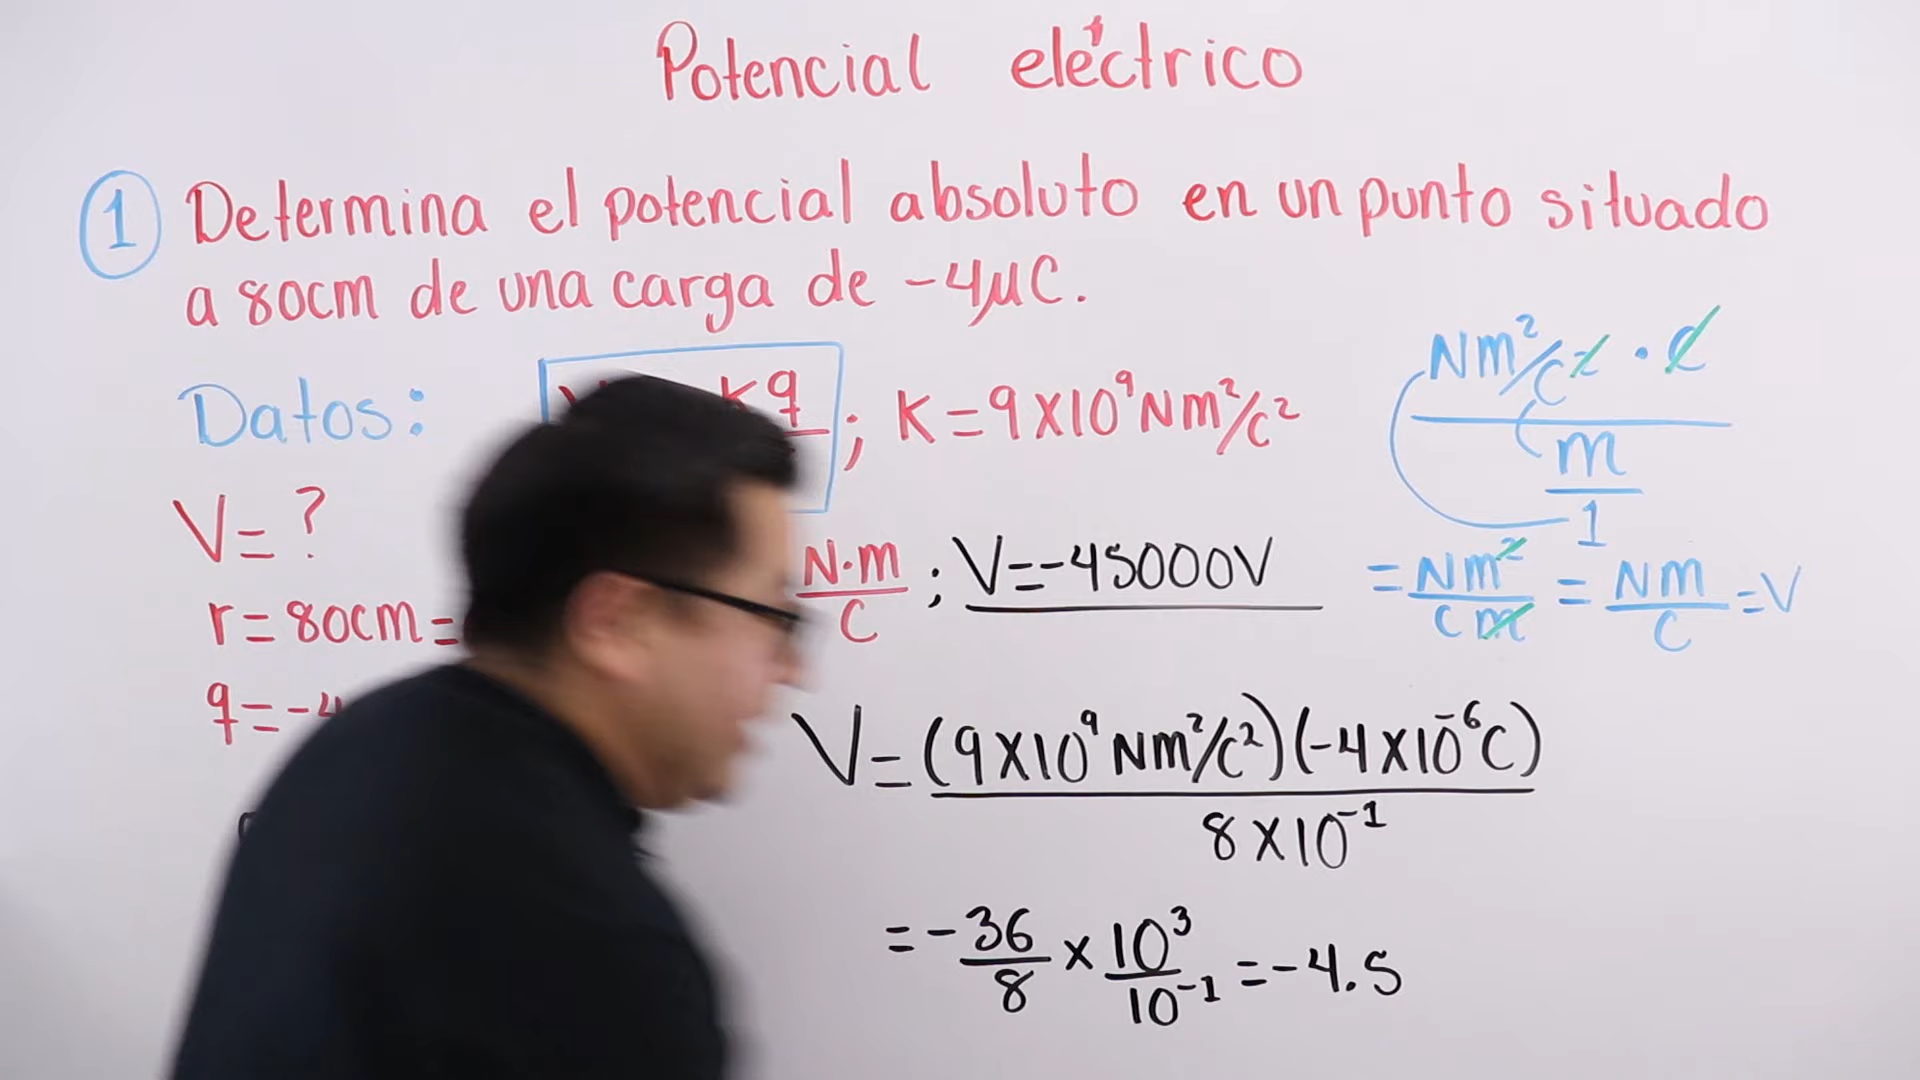 Potencial eléctrico
1 Determina el potencial absoluto en un punto situado
a 80cm de una carga de -4μC.
Datos:
Kq ; K=9X10⁹Nm²/c²
V=?
r=80cm=
q=-4
N·m/C ; V=-45000V
Nm²/C² · C
m
1
= Nm²/Cm = Nm/C = V
V= (9X10⁹Nm²/c²)(-4X10⁻⁶C)
8X10⁻¹
= -36/8 x 10³/10⁻¹ = -4.5